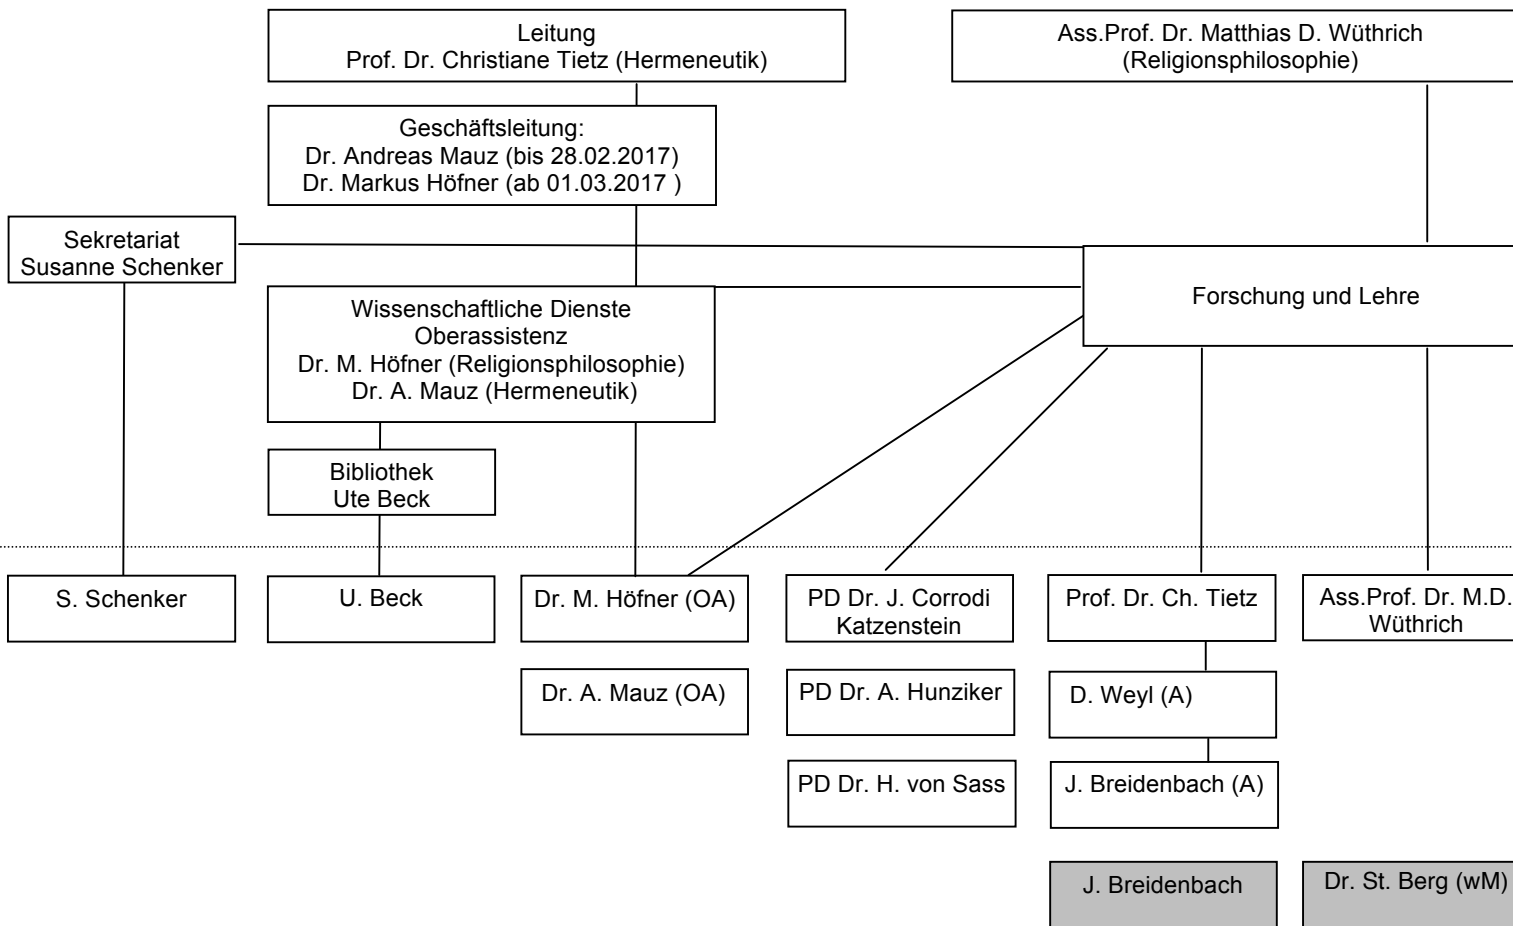 Leitung
Prof. Dr. Christiane Tietz (Hermeneutik)
Ass.Prof. Dr. Matthias D. Wüthrich
(Religionsphilosophie)
Geschäftsleitung:
Dr. Andreas Mauz (bis 28.02.2017)
Dr. Markus Höfner (ab 01.03.2017 )
Sekretariat
Susanne Schenker
Wissenschaftliche Dienste
Oberassistenz
Dr. M. Höfner (Religionsphilosophie)
Dr. A. Mauz (Hermeneutik)
Forschung und Lehre
Bibliothek
Ute Beck
S. Schenker
U. Beck
Dr. M. Höfner (OA)
PD Dr. J. Corrodi
Katzenstein
Prof. Dr. Ch. Tietz
Ass.Prof. Dr. M.D.
Wüthrich
Dr. A. Mauz (OA)
PD Dr. A. Hunziker
D. Weyl (A)
PD Dr. H. von Sass
J. Breidenbach (A)
J. Breidenbach
Dr. St. Berg (wM)